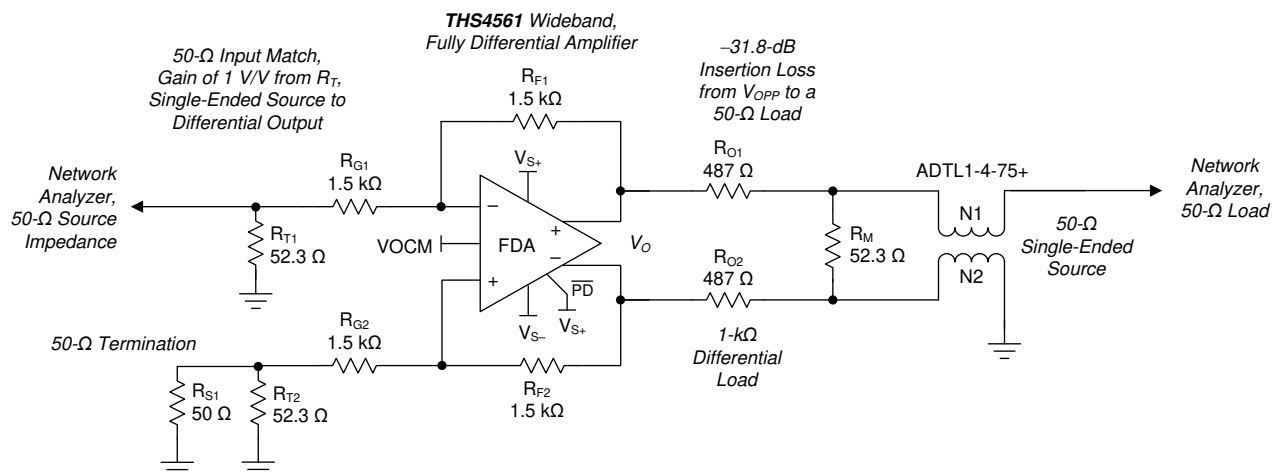 THS4561 Wideband,
Fully Differential Amplifier
50-Ω Input Match,
Gain of 1 V/V from RT,
Single-Ended Source to
Differential Output
–31.8-dB
Insertion Loss
from VOPP to a
50-Ω Load
RF1
1.5 kΩ
Network
Analyzer,
50-Ω Source
Impedance
RG1
1.5 kΩ
VS+
RO1
487 Ω
ADTL1-4-75+
Network
Analyzer,
50-Ω Load
RT1
52.3 Ω
VOCM
–
+
FDA
+
–
VO
PD
VS–
VS+
RM
52.3 Ω
N1
N2
50-Ω
Single-Ended
Source
RO2
487 Ω
50-Ω Termination
RG2
1.5 kΩ
1-kΩ
Differential
Load
RS1
50 Ω
RT2
52.3 Ω
RF2
1.5 kΩ